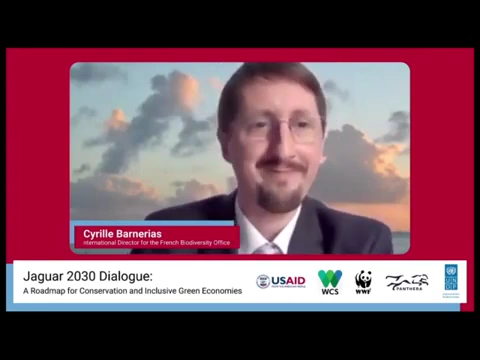 Cyrille Barnerias
International Director for the French Biodiversity Office
Jaguar 2030 Dialogue:
A Roadmap for Conservation and Inclusive Green Economies
USAID
WCS
WWF
PANTHERA